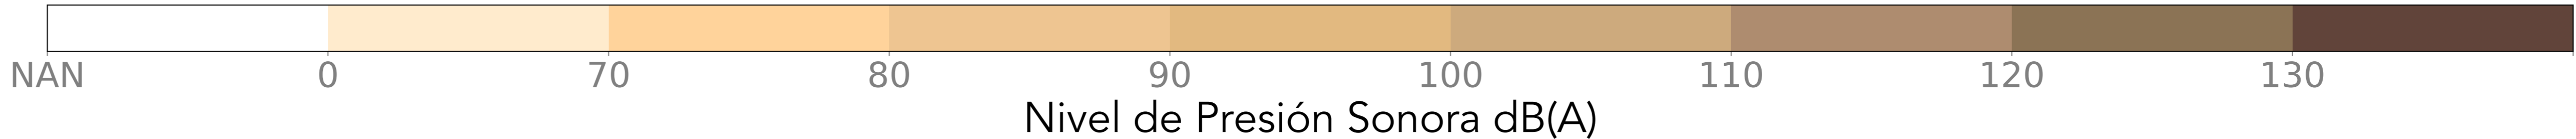 NAN 0 70 80 90 100 110 120 130
Nivel de Presión Sonora dB(A)